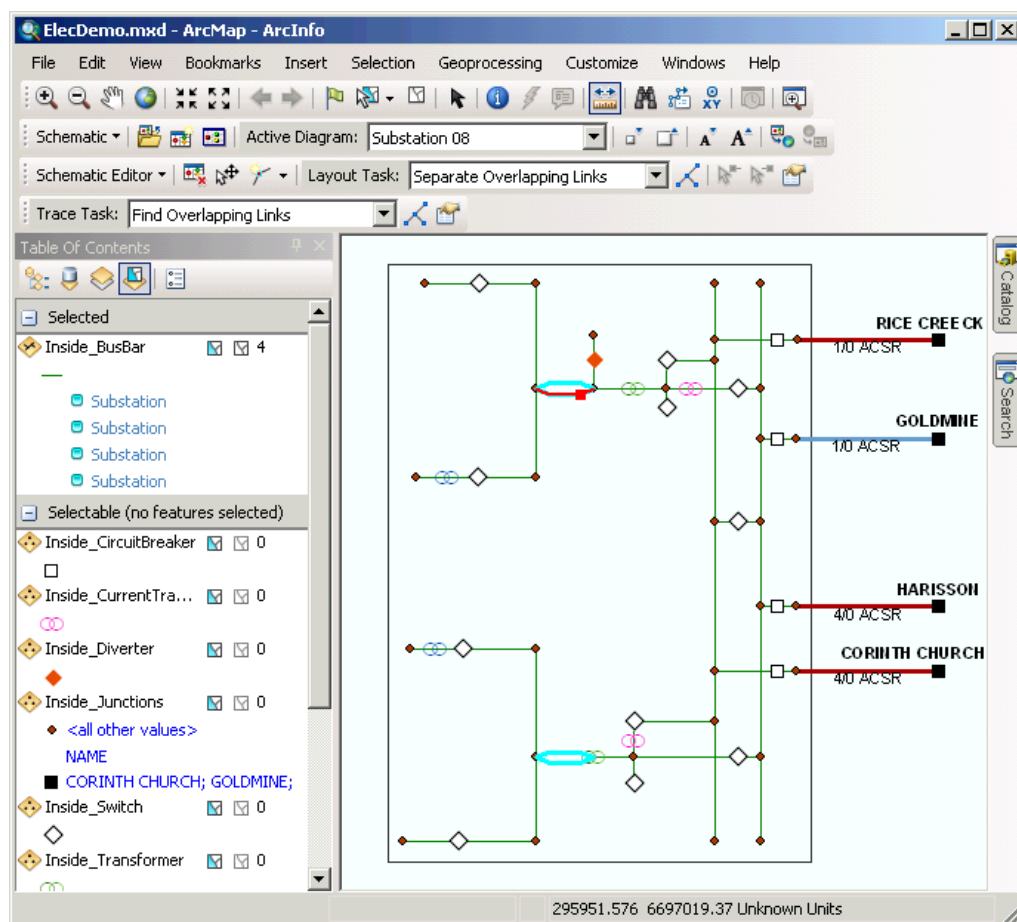 ElecDemo.mxd - ArcMap - ArcInfo
File Edit View Bookmarks Insert Selection Geoprocessing Customize Windows Help
Schematic Active Diagram: Substation 08
Schematic Editor Layout Task: Separate Overlapping Links
Trace Task: Find Overlapping Links
Table Of Contents
Selected
Inside_BusBar 4
Substation
Substation
Substation
Substation
Selectable (no features selected)
Inside_CircuitBreaker 0
Inside_CurrentTra... 0
Inside_Diverter 0
Inside_Junctions 0
<all other values>
NAME
CORINTH CHURCH; GOLDMINE;
Inside_Switch 0
Inside_Transformer 0
RICE CREECK
1/0 ACSR
GOLDMINE
1/0 ACSR
HARISSON
4/0 ACSR
CORINTH CHURCH
4/0 ACSR
Catalog
Search
295951.576 6697019.37 Unknown Units